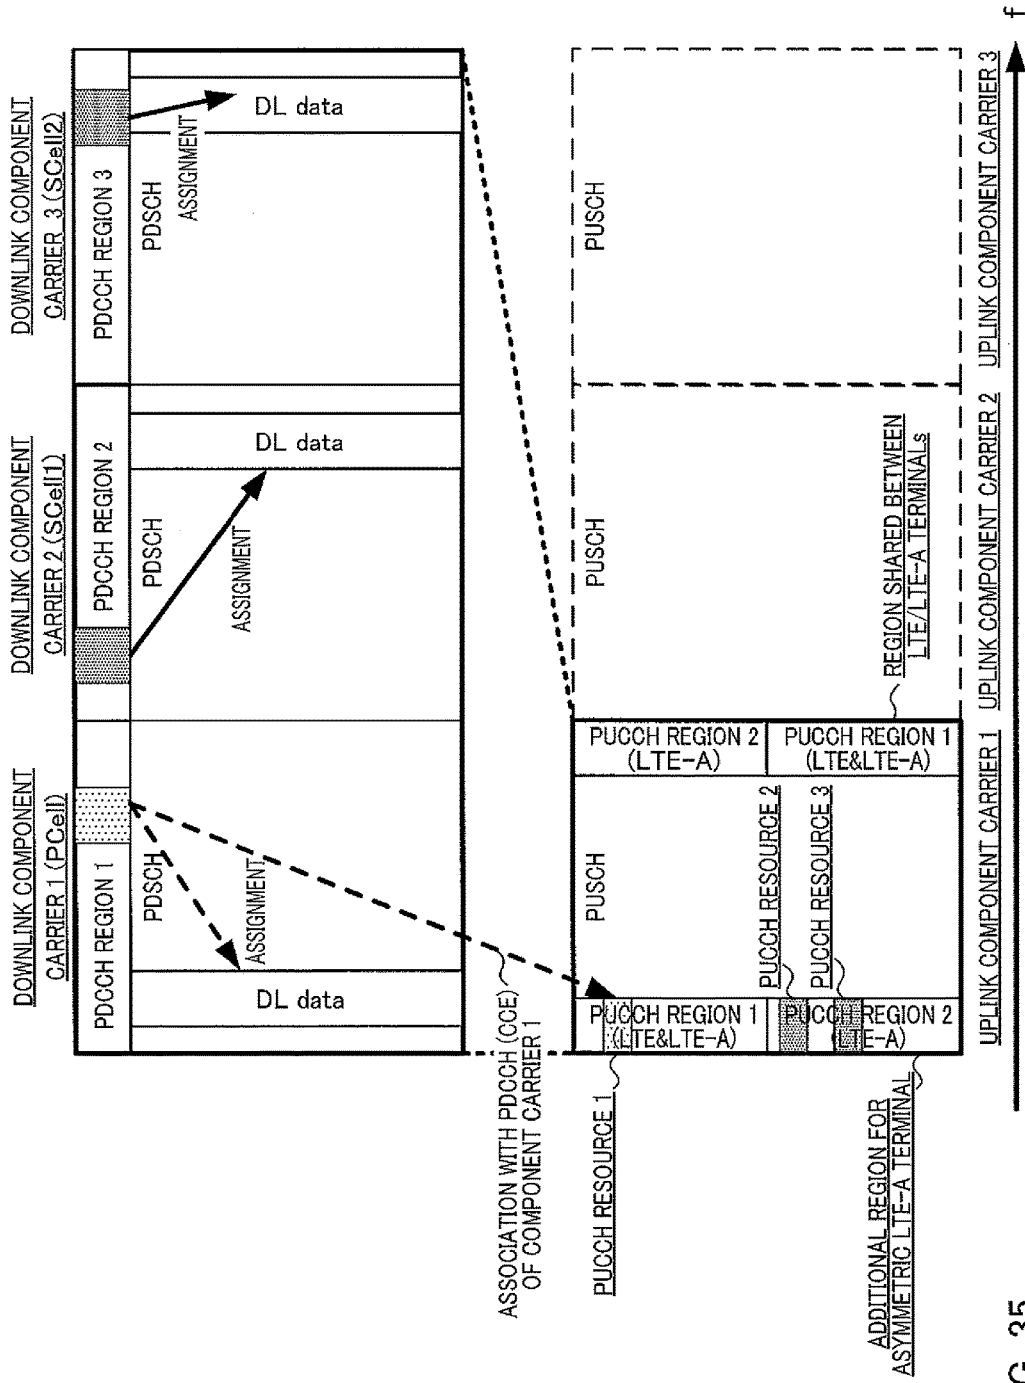 DOWNLINK COMPONENT
CARRIER 1 (PCell)
DOWNLINK COMPONENT
CARRIER 2 (SCell1)
DOWNLINK COMPONENT
CARRIER 3 (SCell2)
PDCCH REGION 1
PDCCH REGION 2
PDCCH REGION 3
PDSCH
PDSCH
PDSCH
ASSIGNMENT
ASSIGNMENT
ASSIGNMENT
DL data
DL data
DL data
ASSOCIATION WITH PDCCH (CCE)
OF COMPONENT CARRIER 1
PUCCH RESOURCE 1
PUCCH REGION 1
(LTE&LTE-A)
PUSCH
PUCCH REGION 2
(LTE-A)
PUSCH
PUSCH
PUCCH RESOURCE 2
PUCCH RESOURCE 3
PUCCH REGION 2
(LTE-A)
PUCCH REGION 1
(LTE&LTE-A)
REGION SHARED BETWEEN
LTE/LTE-A TERMINALs
ADDITIONAL REGION FOR
ASYMMETRIC LTE-A TERMINAL
UPLINK COMPONENT CARRIER 1
UPLINK COMPONENT CARRIER 2
UPLINK COMPONENT CARRIER 3
f
G. 35